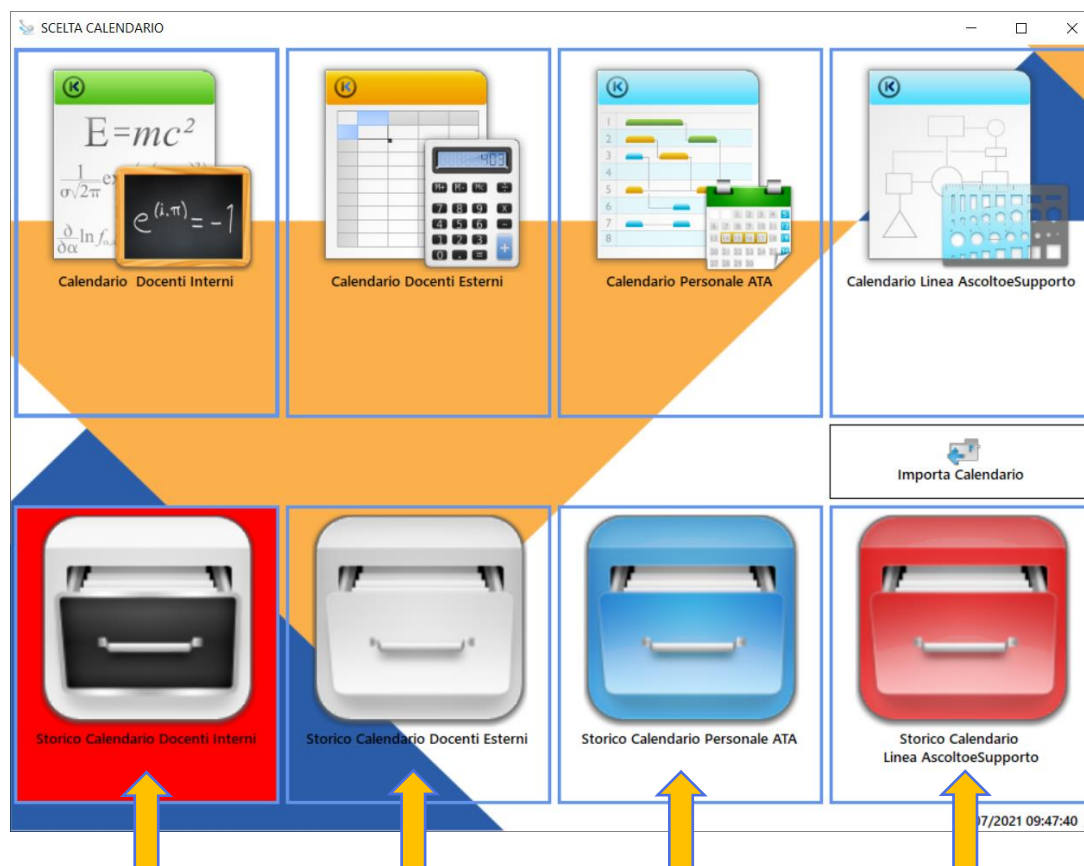 SCELTA CALENDARIO
E=mc²
e^(i.π) = -1
403
Calendario  Docenti Interni
Calendario Docenti Esterni
Calendario Personale ATA
Calendario Linea AscoltoeSupporto
Importa Calendario
Storico Calendario Docenti Interni
Storico Calendario Docenti Esterni
Storico Calendario Personale ATA
Storico Calendario
Linea AscoltoeSupporto
07/2021 09:47:40